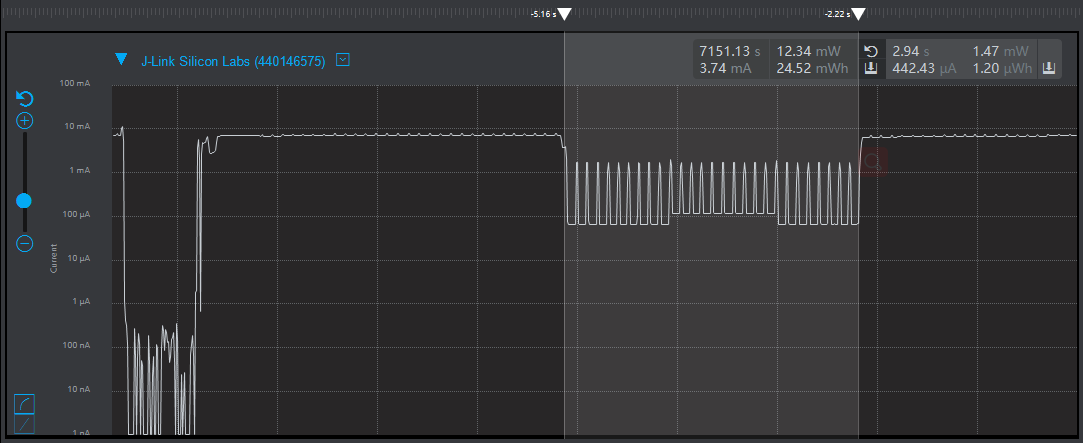 -5.16 s -2.22 s
J-Link Silicon Labs (440146575)
7151.13 s 12.34 mW 2.94 s 1.47 mW
3.74 mA 24.52 mWh 442.43 µA 1.20 µWh
100 mA
10 mA
1 mA
100 µA
10 µA
1 µA
100 nA
10 nA
1 nA
Current